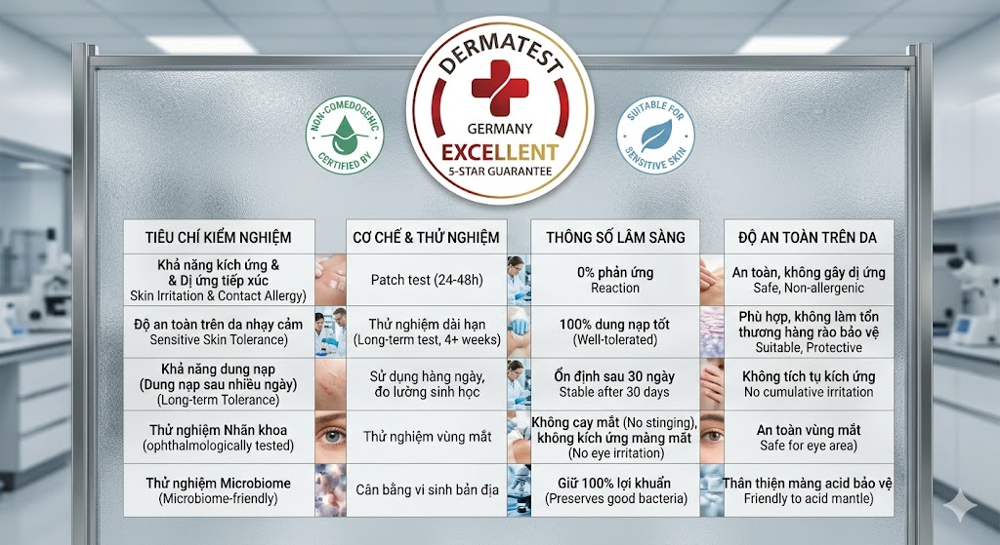 DERMATEST
GERMANY
EXCELLENT
5-STAR GUARANTEE
NON-COMEDOGENIC
CERTIFIED BY
SUITABLE FOR
SENSITIVE SKIN
TIÊU CHÍ KIỂM NGHIỆM
CƠ CHẾ & THỬ NGHIỆM
THÔNG SỐ LÂM SÀNG
ĐỘ AN TOÀN TRÊN DA
Khả năng kích ứng &
& Dị ứng tiếp xúc
Skin Irritation & Contact Allergy)
Patch test (24-48h)
0% phản ứng
Reaction
An toàn, không gây dị ứng
Safe, Non-allergenic
Độ an toàn trên da nhạy cảm
Sensitive Skin Tolerance)
Thử nghiệm dài hạn
(Long-term test, 4+ weeks)
100% dung nạp tốt
(Well-tolerated)
Phù hợp, không làm tổn
thương hàng rào bảo vệ
Suitable, Protective
Khả năng dung nạp
(Dung nạp sau nhiều ngày)
(Long-term Tolerance)
Sử dụng hàng ngày,
đo lường sinh học
Ổn định sau 30 ngày
Stable after 30 days
Không tích tụ kích ứng
No cumulative irritation
Thử nghiệm Nhãn khoa
(ophthalmologically tested)
Thử nghiệm vùng mắt
Không cay mắt (No stinging),
không kích ứng màng mắt
(No eye irritation)
An toàn vùng mắt
Safe for eye area)
Thử nghiệm Microbiome
(Microbiome-friendly)
Cân bằng vi sinh bản địa
Giữ 100% lợi khuẩn
(Preserves good bacteria)
Thân thiện màng acid bảo vệ
Friendly to acid mantle)